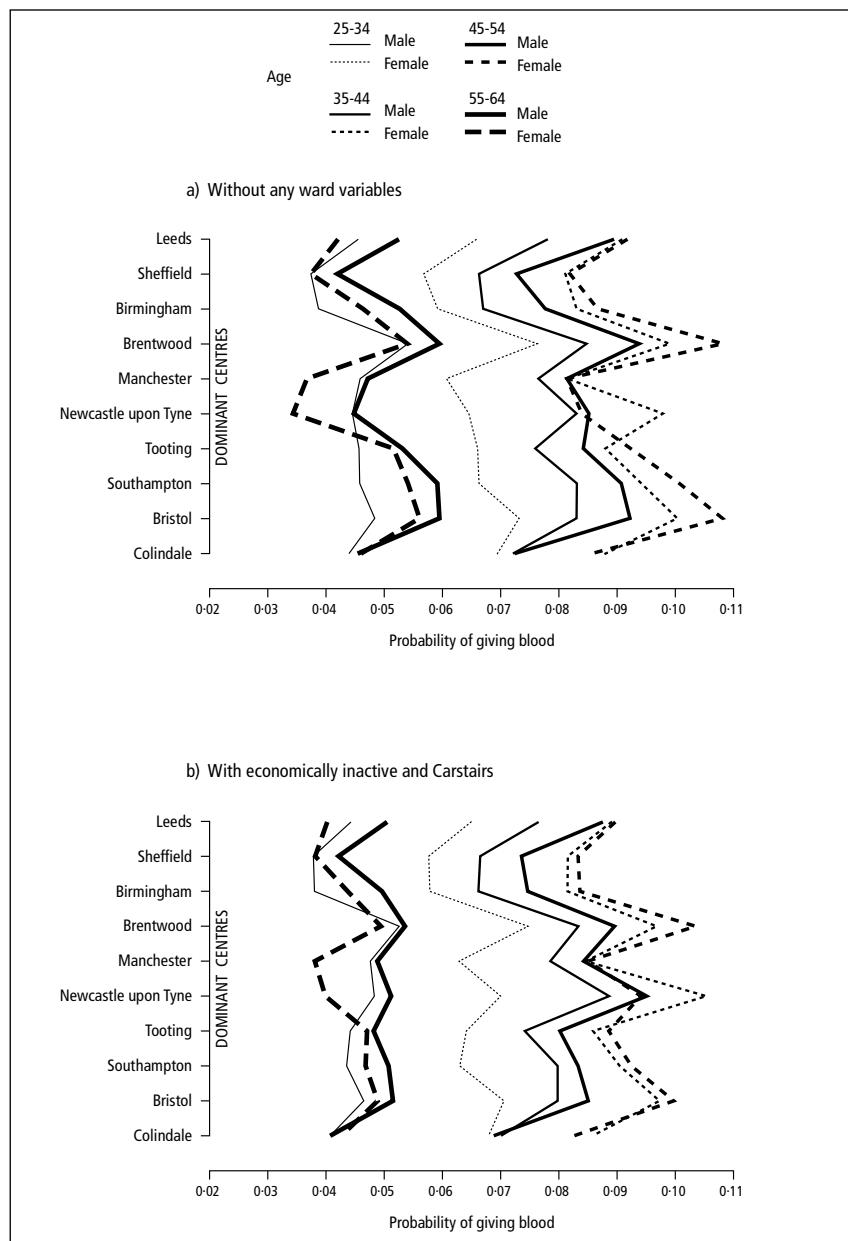 25-34
45-54
Male
Male
Female
Female
Age
35-44
55-64
Male
Male
Female
Female
a) Without any ward variables
DOMINANT CENTRES
Leeds
Sheffield
Birmingham
Brentwood
Manchester
Newcastle upon Tyne
Tooting
Southampton
Bristol
Colindale
0·02 0·03 0·04 0·05 0·06 0·07 0·08 0·09 0·10 0·11
Probability of giving blood
b) With economically inactive and Carstairs
DOMINANT CENTRES
Leeds
Sheffield
Birmingham
Brentwood
Manchester
Newcastle upon Tyne
Tooting
Southampton
Bristol
Colindale
0·02 0·03 0·04 0·05 0·06 0·07 0·08 0·09 0·10 0·11
Probability of giving blood